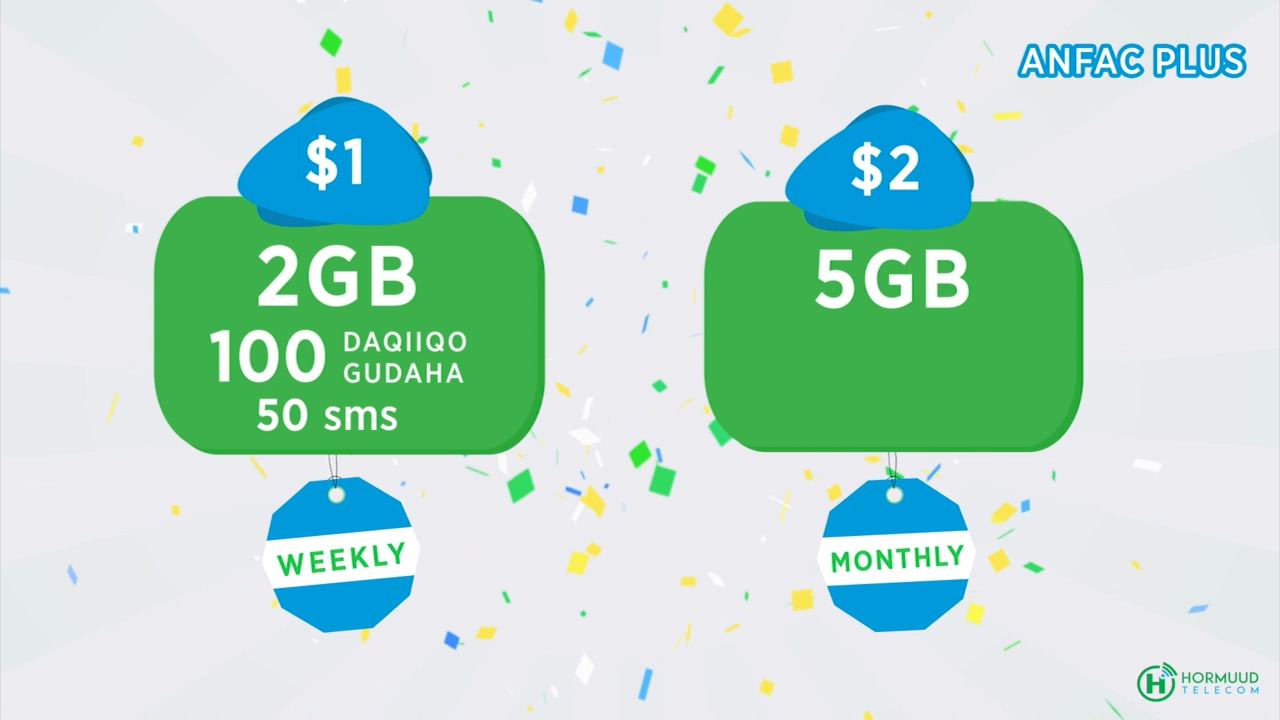 ANFAC PLUS
$1
2GB
100 DAQIIQO
GUDAHA
50 sms
WEEKLY
$2
5GB
MONTHLY
HORMUUD
TELECOM